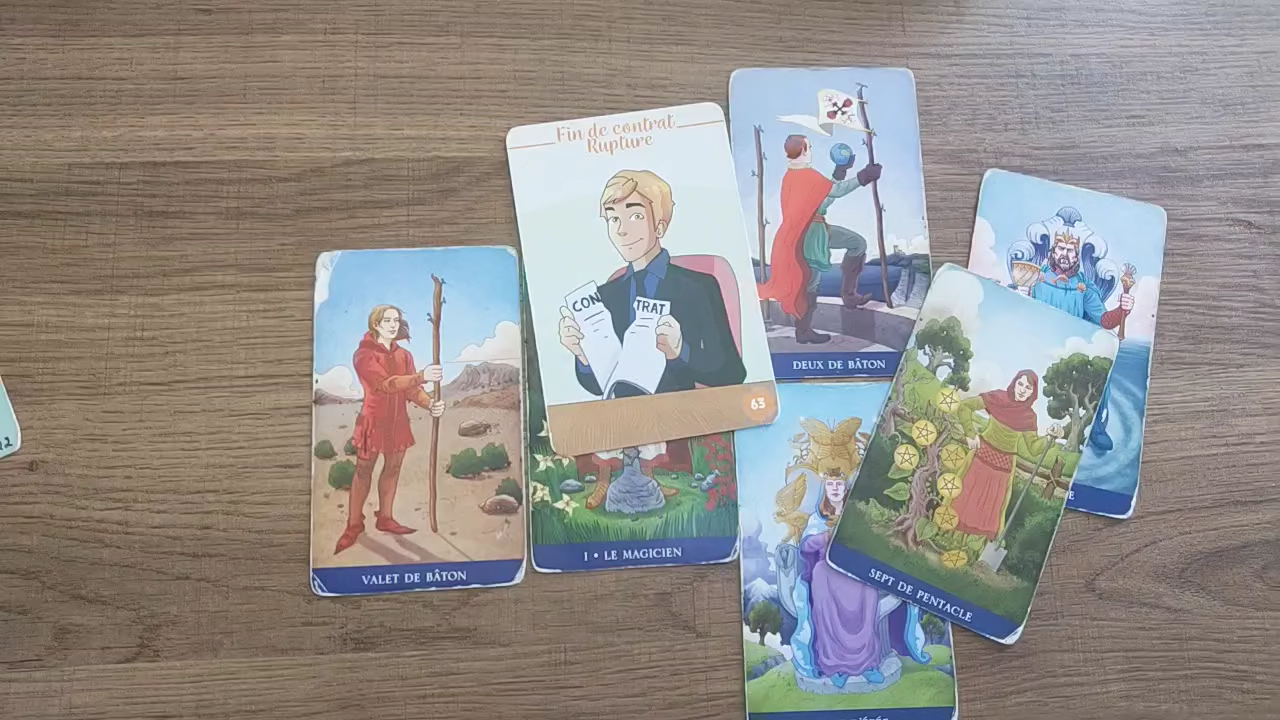 Fin de contrat
Rupture
CON
TRAT
63
VALET DE BÂTON
I • LE MAGICIEN
DEUX DE BÂTON
SEPT DE PENTACLE